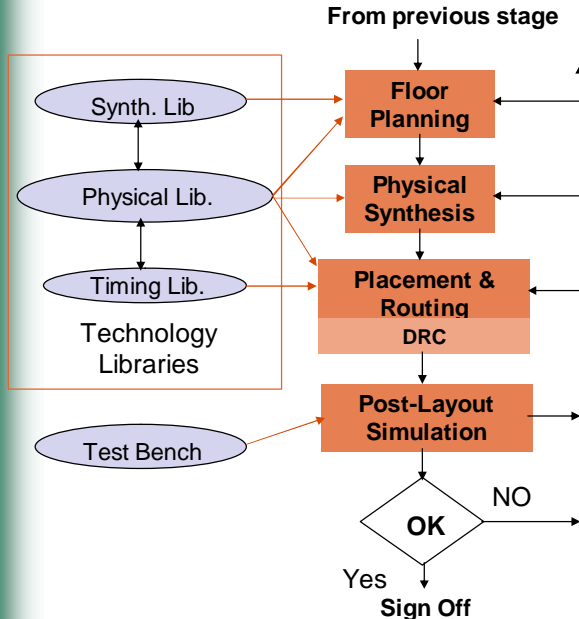 From previous stage
Synth. Lib
Floor
Planning
Physical Lib.
Physical
Synthesis
Timing Lib.
Placement &
Routing
DRC
Technology
Libraries
Post-Layout
Simulation
Test Bench
OK
NO
Yes
Sign Off